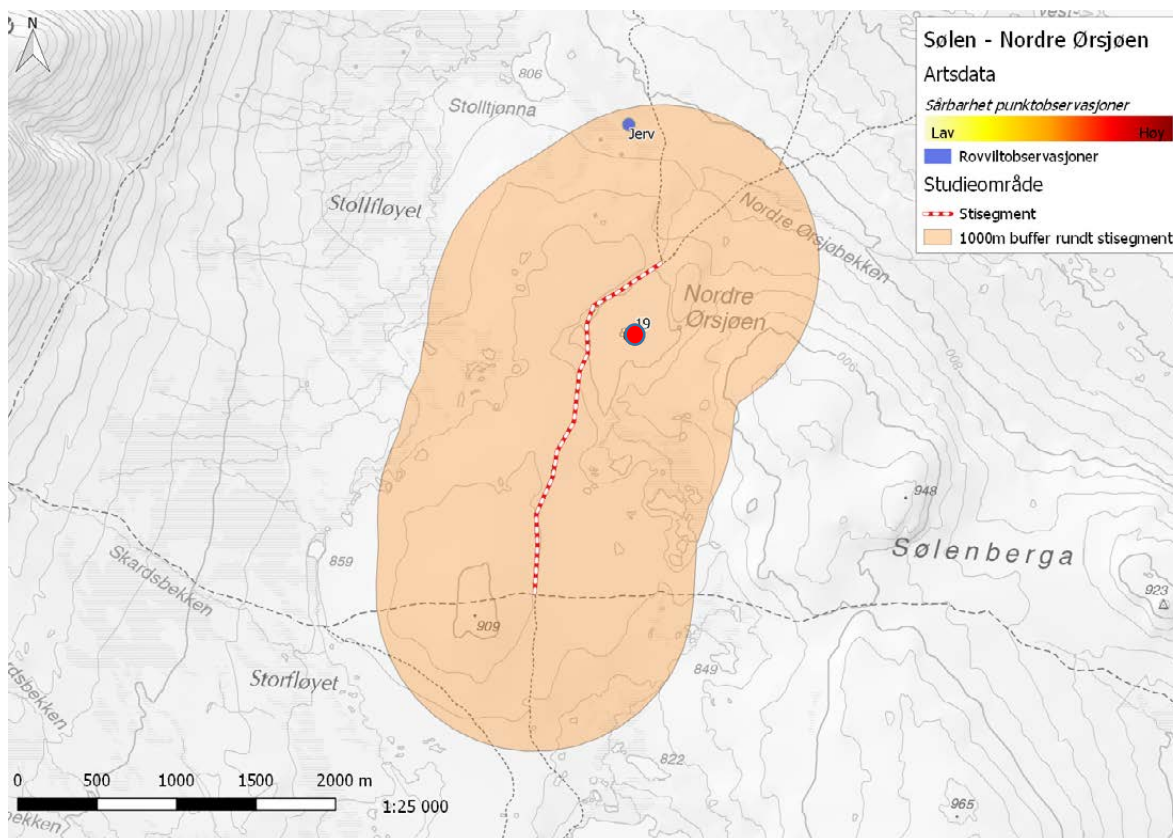 N
Sølen - Nordre Ørsjøen
Artsdata
Sårbarhet punktobservasjoner
Lav
Høy
Rovviltobservasjoner
Studieområde
Stisegment
1000m buffer rundt stisegment
806
Stolltjønna
Jerv
Stollfløyet
Nordre Ørsjøbekken
Nordre
Ørsjøen
19
900
800
948
Sølenberga
859
Skardsbekken
923
909
849
Storfløyet
822
0 500 1000 1500 2000 m
1:25 000
965